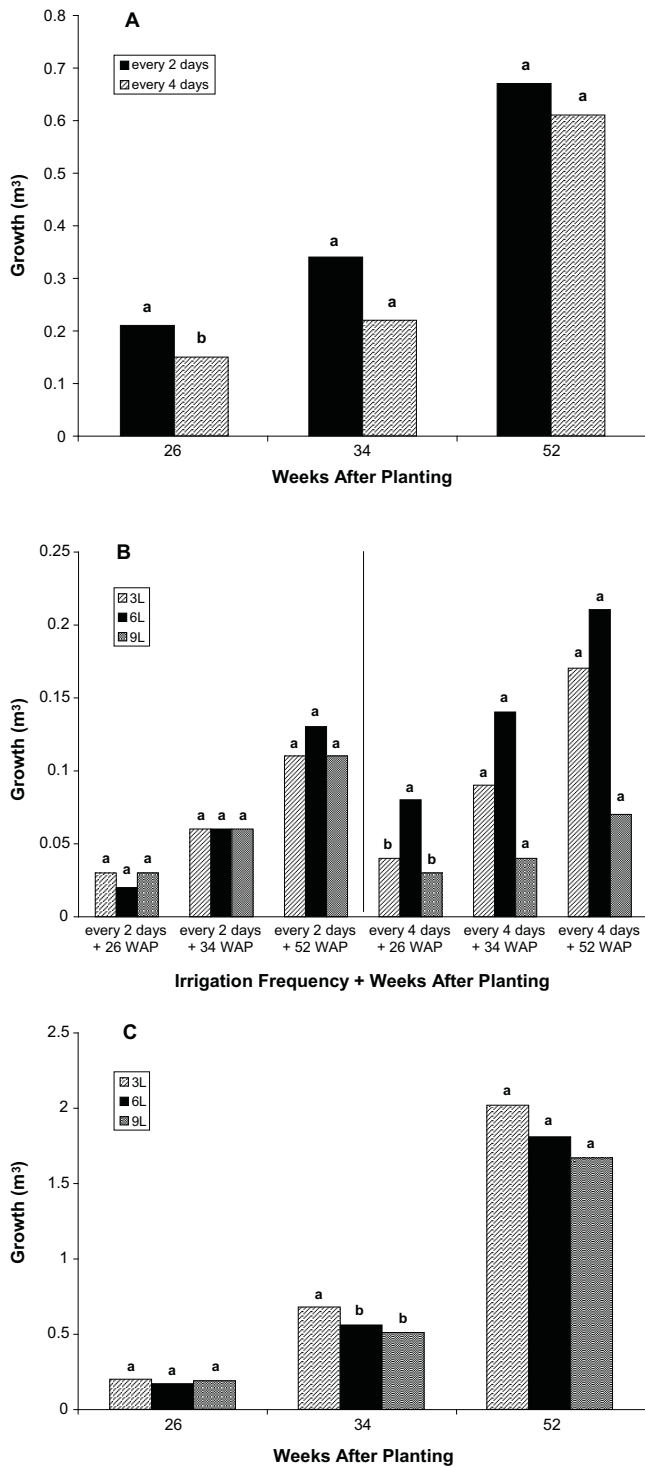 A
every 2 days
every 4 days
0.8
0.7
0.6
0.5
0.4
0.3
0.2
0.1
0
Growth (m³)
a
b
a
a
a
a
26
34
52
Weeks After Planting
B
3L
6L
9L
0.25
0.2
0.15
0.1
0.05
0
Growth (m³)
a
a
a
a
a
a
a
a
a
b
a
b
a
a
a
a
a
a
every 2 days
+ 26 WAP
every 2 days
+ 34 WAP
every 2 days
+ 52 WAP
every 4 days
+ 26 WAP
every 4 days
+ 34 WAP
every 4 days
+ 52 WAP
Irrigation Frequency + Weeks After Planting
C
3L
6L
9L
2.5
2
1.5
1
0.5
0
Growth (m³)
a
a
a
a
b
b
a
a
a
26
34
52
Weeks After Planting